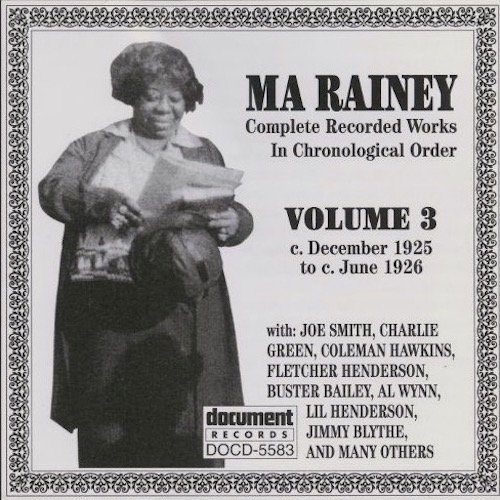 MA RAINEY
Complete Recorded Works
In Chronological Order
VOLUME 3
c. December 1925
to c. June 1926
with: JOE SMITH, CHARLIE
GREEN, COLEMAN HAWKINS,
FLETCHER HENDERSON,
BUSTER BAILEY, AL WYNN,
LIL HENDERSON,
JIMMY BLYTHE,
AND MANY OTHERS
document
RECORDS
DOCD-5583